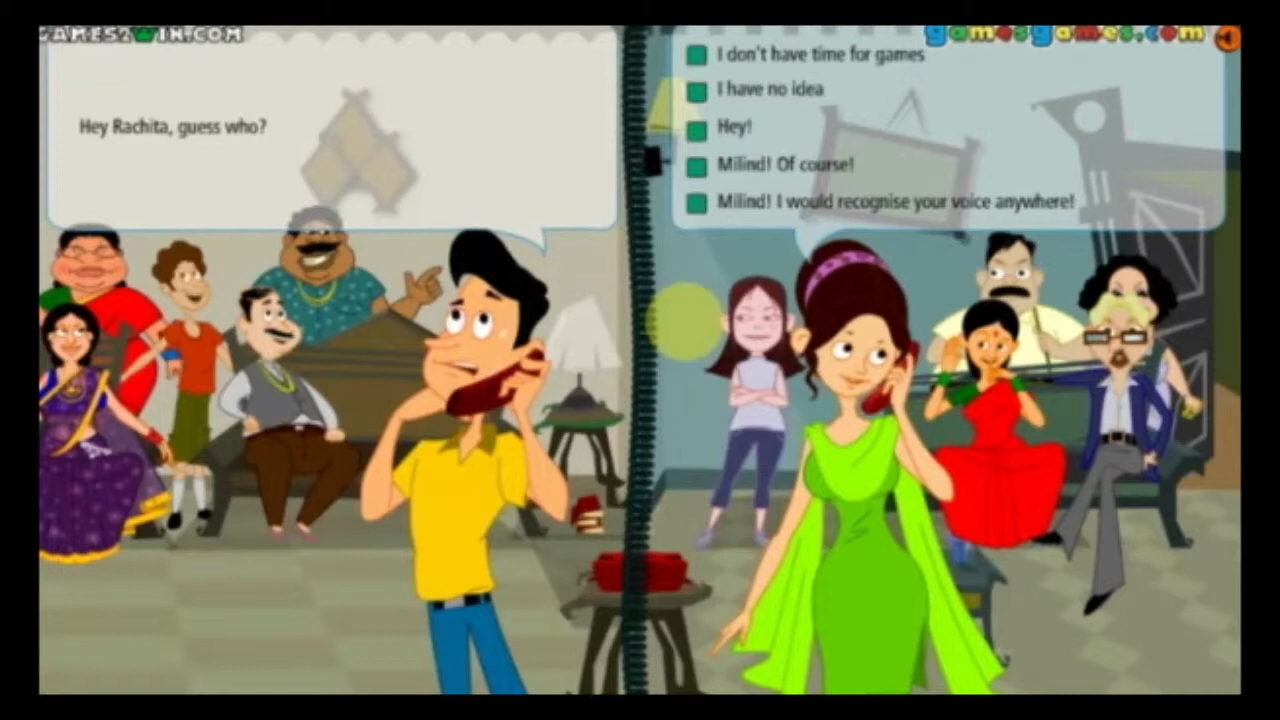 GAMES2WIN.COM
gamesgames.com
Hey Rachita, guess who?
I don't have time for games
I have no idea
Hey!
Milind! Of course!
Milind! I would recognise your voice anywhere!